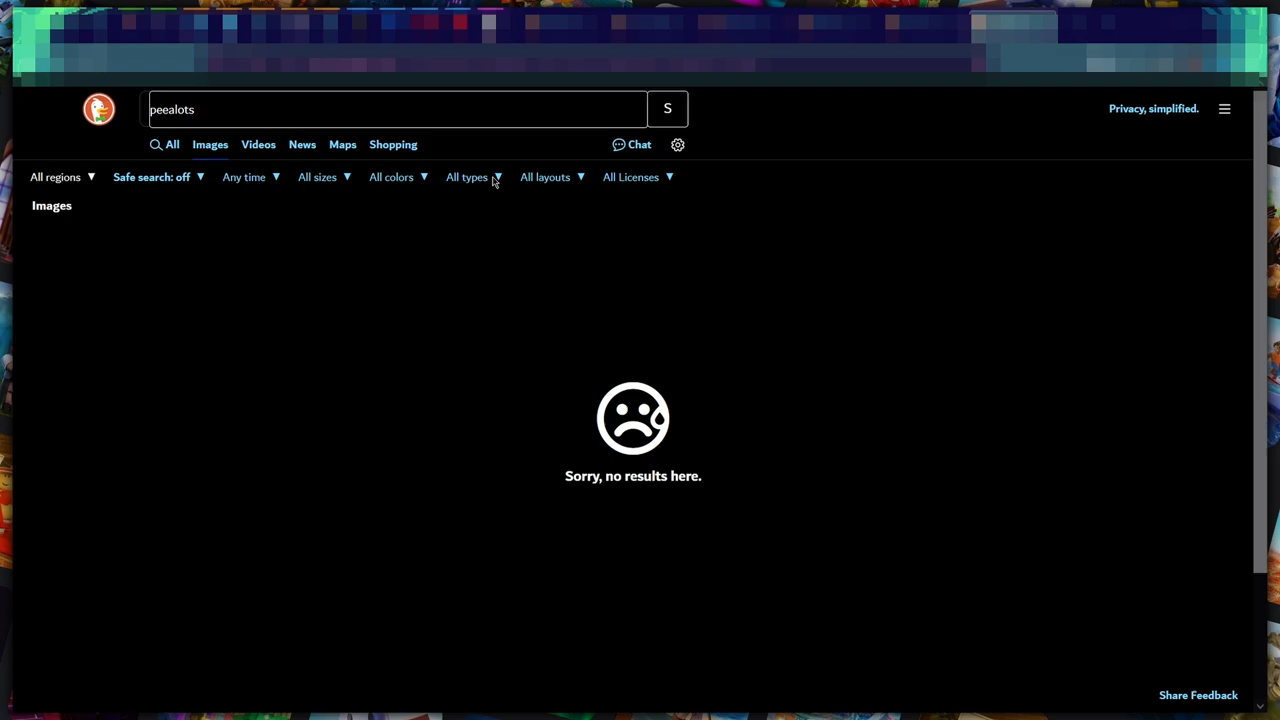 peealots
S
Privacy, simplified.
All Images Videos News Maps Shopping Chat
All regions ▼ Safe search: off ▼ Any time ▼ All sizes ▼ All colors ▼ All types ▼ All layouts ▼ All Licenses ▼
Images
Sorry, no results here.
Share Feedback